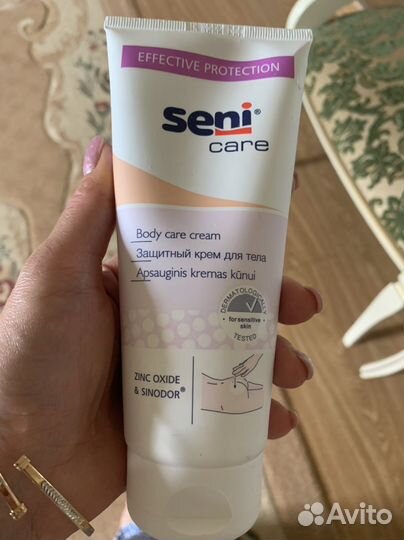 EFFECTIVE PROTECTION
seni®
care
Body care cream
Защитный крем для тела
Apsauginis kremas kūnui
DERMATOLOGICALLY
for sensitive
skin
TESTED
ZINC OXIDE
& SINODOR®
Avito